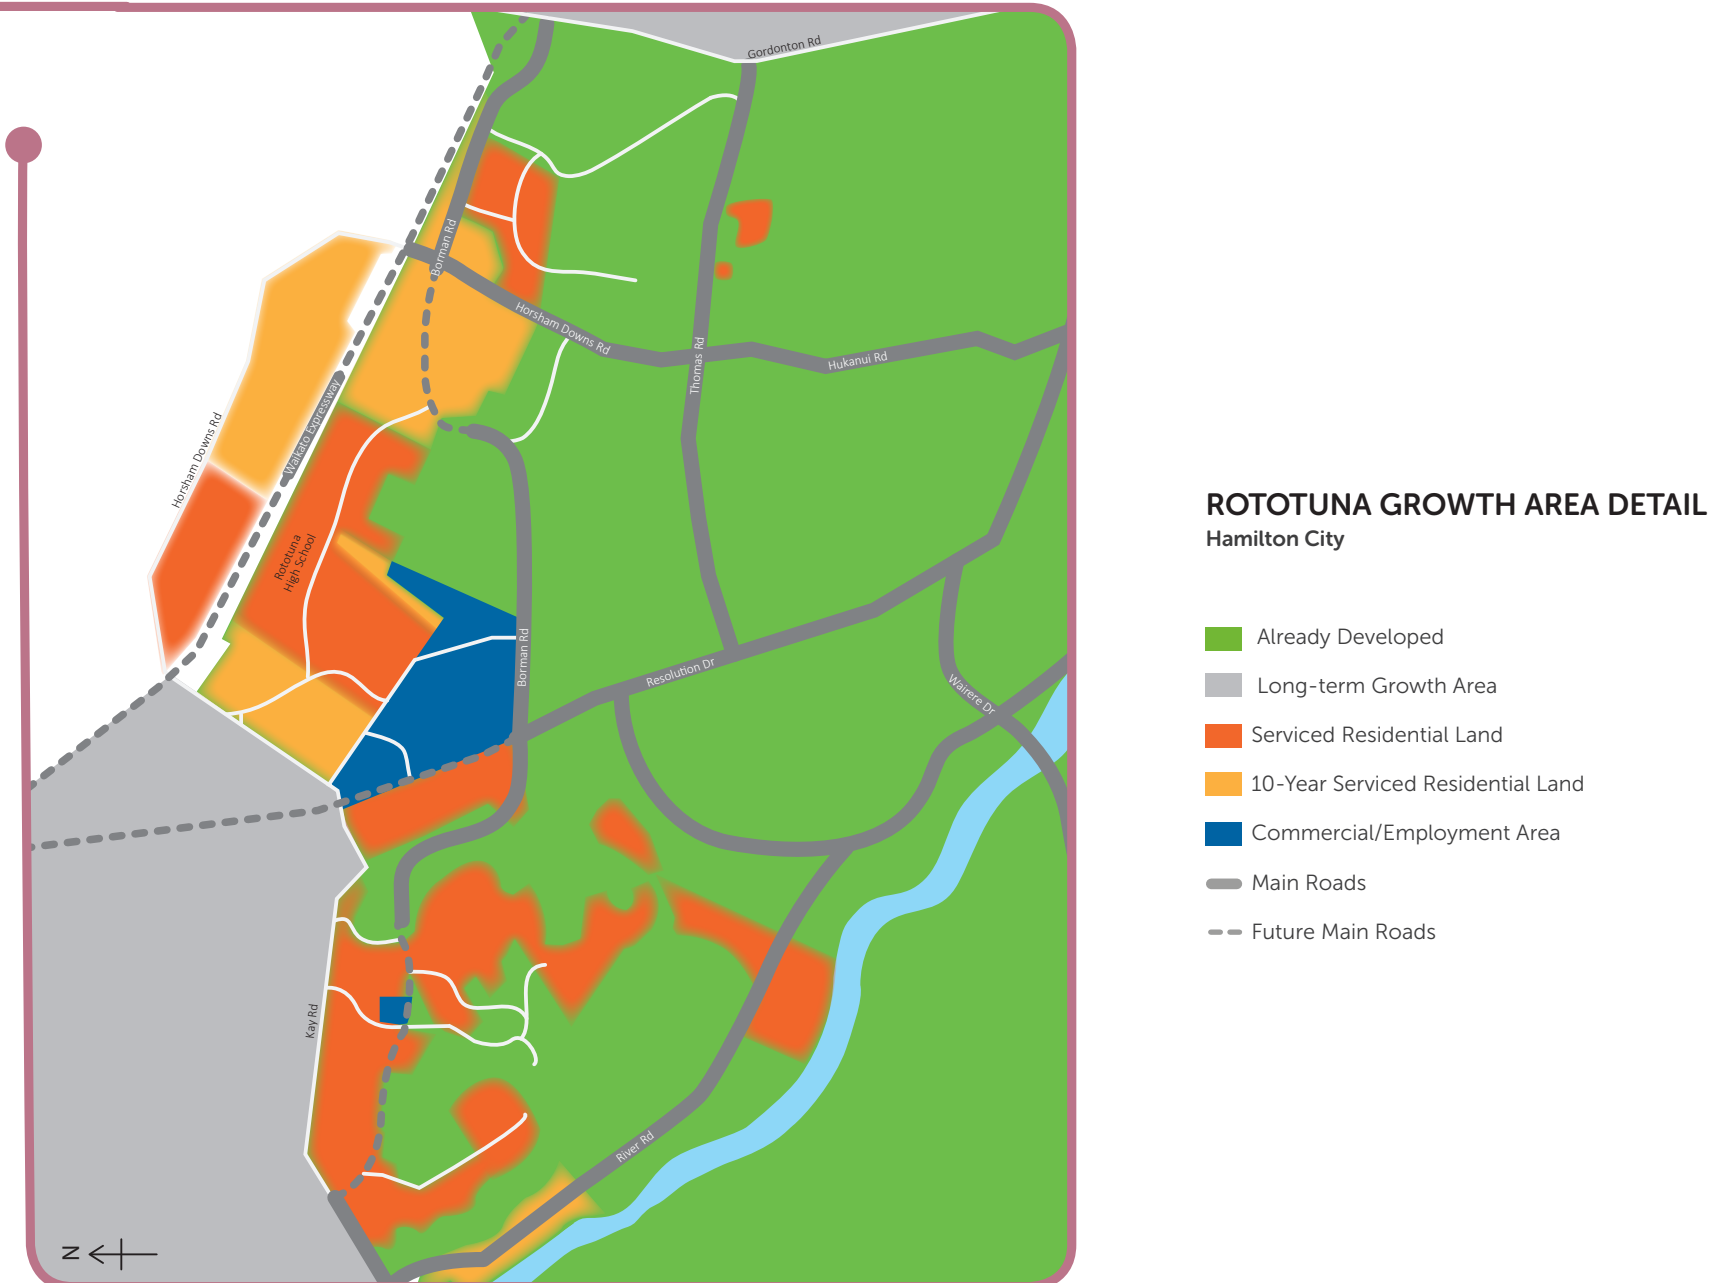 Gordonton Rd
Borman Rd
Horsham Downs Rd
Thomas Rd
Hukanui Rd
Waikato Expressway
Horsham Downs Rd
Rototuna
High School
Borman Rd
Resolution Dr
Wairere Dr
Kay Rd
River Rd
N
ROTOTUNA GROWTH AREA DETAIL
Hamilton City
Already Developed
Long-term Growth Area
Serviced Residential Land
10-Year Serviced Residential Land
Commercial/Employment Area
Main Roads
Future Main Roads